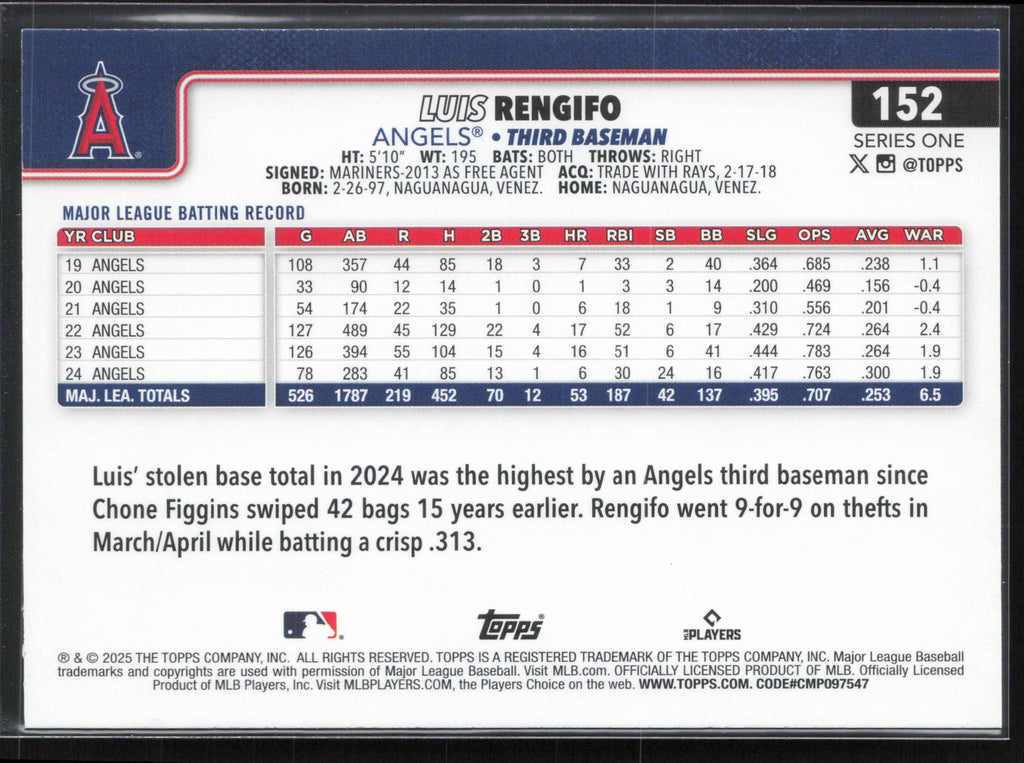 A
152
LUIS RENGIFO
ANGELS® • THIRD BASEMAN
SERIES ONE
@TOPPS
HT: 5'10" WT: 195 BATS: BOTH THROWS: RIGHT
SIGNED: MARINERS-2013 AS FREE AGENT ACQ: TRADE WITH RAYS, 2-17-18
BORN: 2-26-97, NAGUANAGUA, VENEZ. HOME: NAGUANAGUA, VENEZ.
MAJOR LEAGUE BATTING RECORD
YR CLUB G AB R H 2B 3B HR RBI SB BB SLG OPS AVG WAR
19 ANGELS 108 357 44 85 18 3 7 33 2 40 .364 .685 .238 1.1
20 ANGELS 33 90 12 14 1 0 1 3 3 14 .200 .469 .156 -0.4
21 ANGELS 54 174 22 35 1 0 6 18 1 9 .310 .556 .201 -0.4
22 ANGELS 127 489 45 129 22 4 17 52 6 17 .429 .724 .264 2.4
23 ANGELS 126 394 55 104 15 4 16 51 6 41 .444 .783 .264 1.9
24 ANGELS 78 283 41 85 13 1 6 30 24 16 .417 .763 .300 1.9
MAJ. LEA. TOTALS 526 1787 219 452 70 12 53 187 42 137 .395 .707 .253 6.5
Luis' stolen base total in 2024 was the highest by an Angels third baseman since
Chone Figgins swiped 42 bags 15 years earlier. Rengifo went 9-for-9 on thefts in
March/April while batting a crisp .313.
Topps® MLB PLAYERS
® & © 2025 THE TOPPS COMPANY, INC. ALL RIGHTS RESERVED. TOPPS IS A REGISTERED TRADEMARK OF THE TOPPS COMPANY, INC. Major League Baseball
trademarks and copyrights are used with permission of Major League Baseball. Visit MLB.com. OFFICIALLY LICENSED PRODUCT OF MLB. Officially Licensed
Product of MLB Players, Inc. Visit MLBPLAYERS.COM, the Players Choice on the web. WWW.TOPPS.COM. CODE#CMP097547